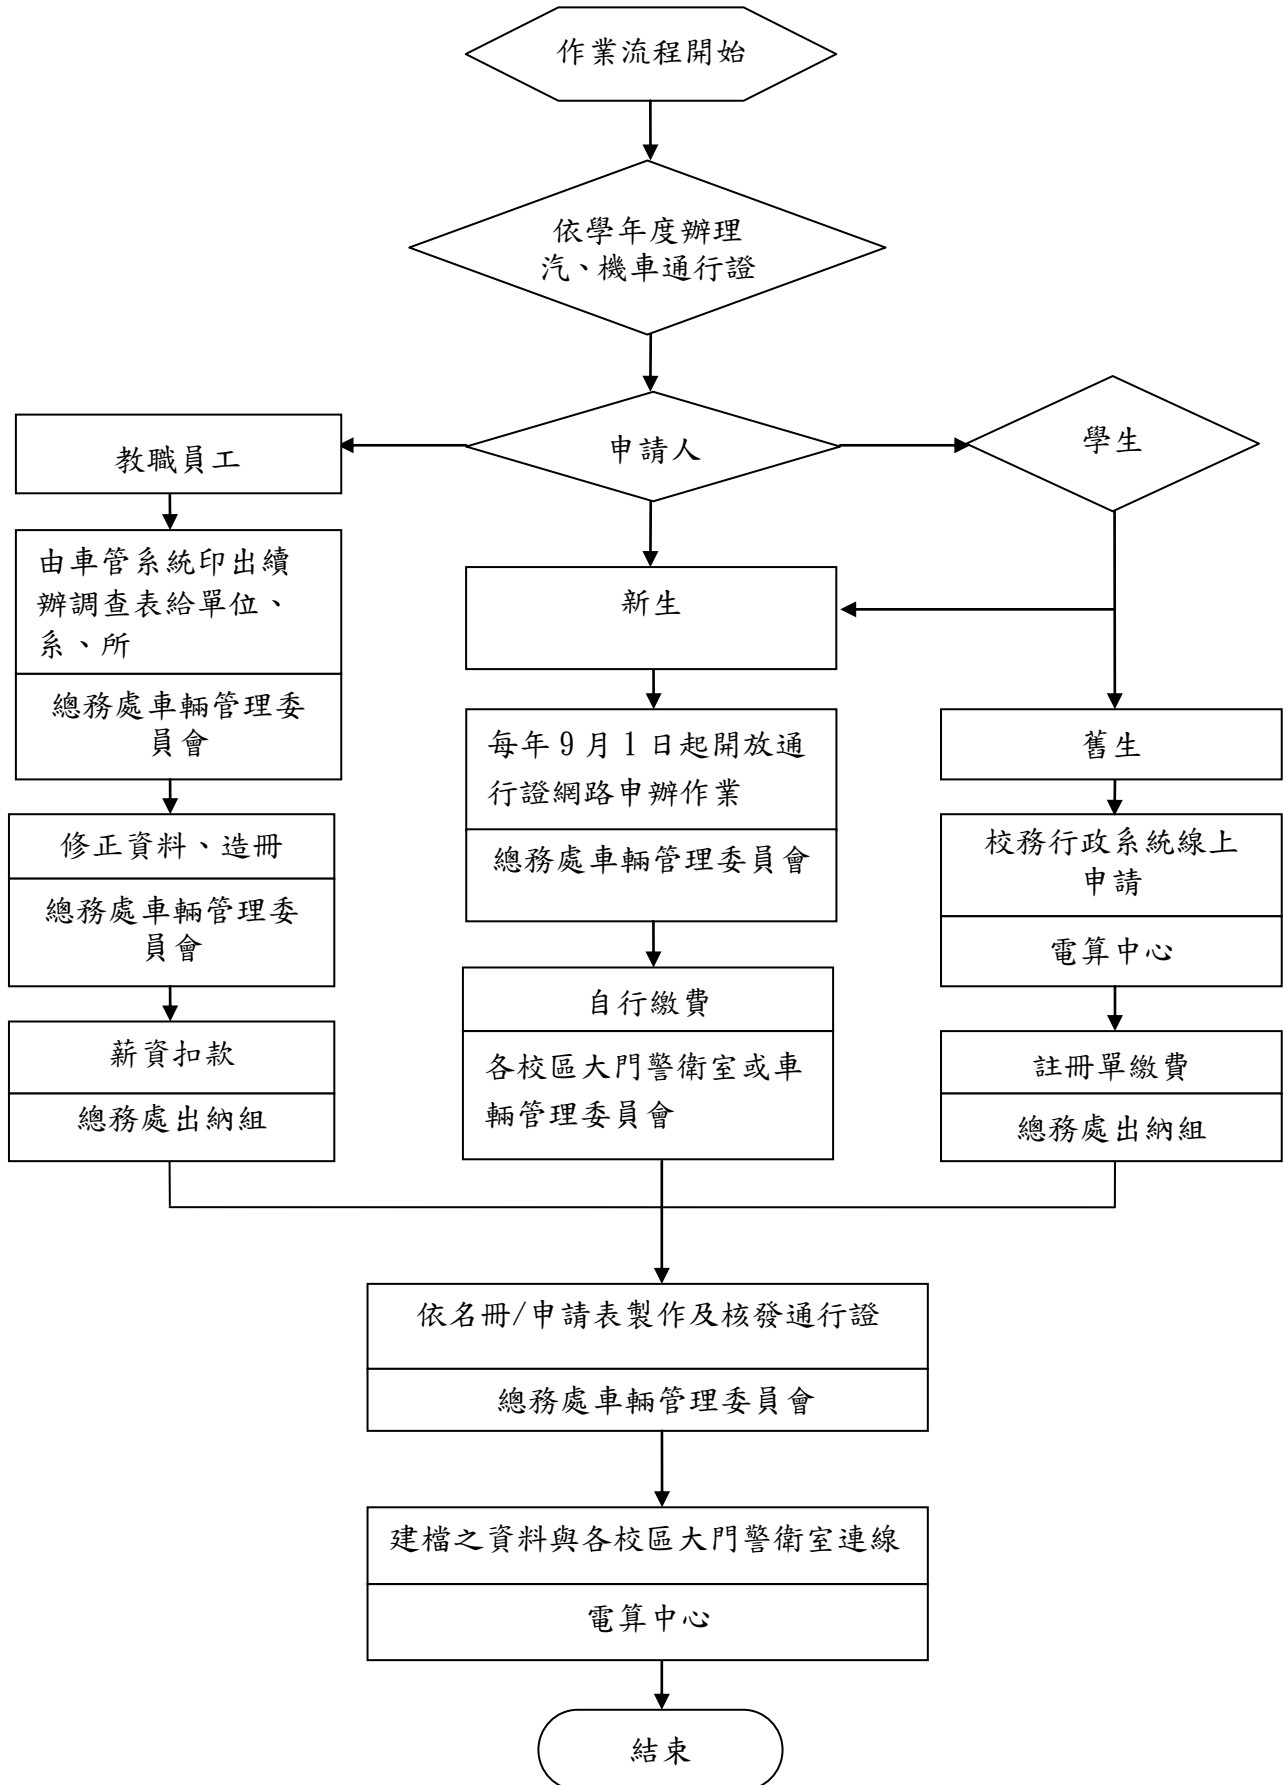 作業流程開始
依學年度辦理
汽、機車通行證
申請人
教職員工
由車管系統印出續
辦調查表給單位、
系、所
總務處車輛管理委
員會
修正資料、造冊
總務處車輛管理委
員會
薪資扣款
總務處出納組
新生
每年9月1日起開放通
行證網路申辦作業
總務處車輛管理委員會
自行繳費
各校區大門警衛室或車
輛管理委員會
學生
舊生
校務行政系統線上
申請
電算中心
註冊單繳費
總務處出納組
依名冊/申請表製作及核發通行證
總務處車輛管理委員會
建檔之資料與各校區大門警衛室連線
電算中心
結束